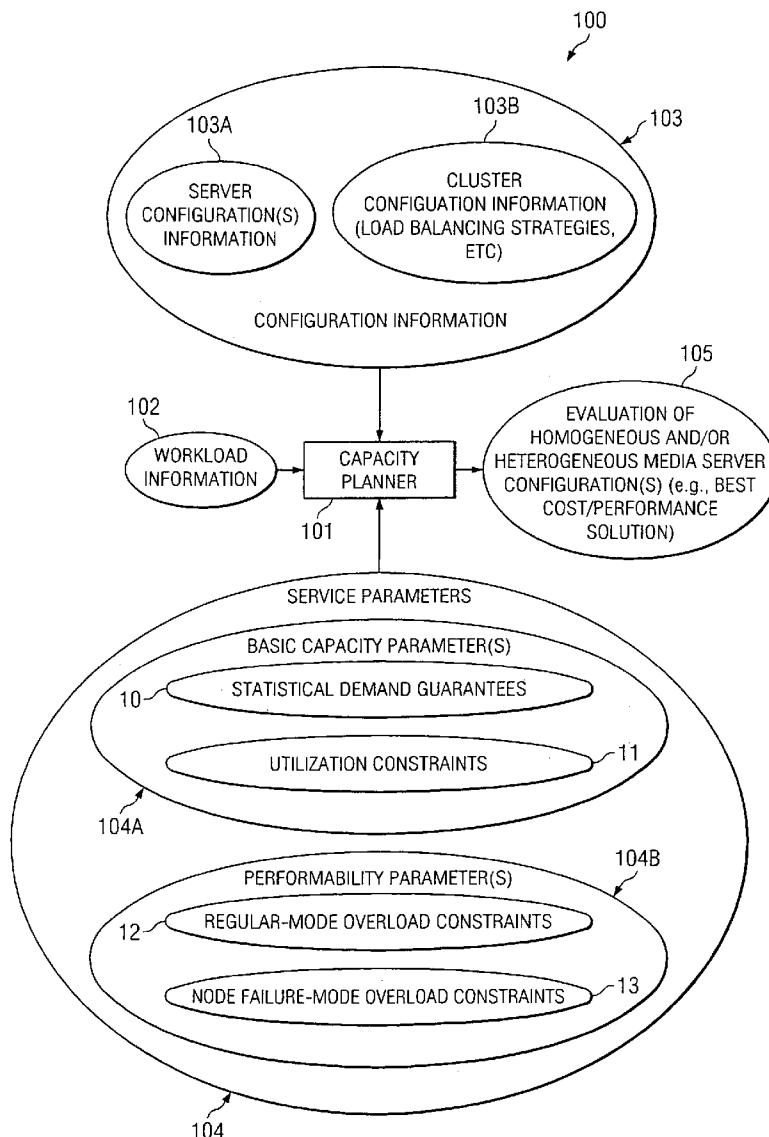 100
103A
103B
103
SERVER
CONFIGURATION(S)
INFORMATION
CLUSTER
CONFIGUATION INFORMATION
(LOAD BALANCING STRATEGIES,
ETC)
CONFIGURATION INFORMATION
105
102
WORKLOAD
INFORMATION
CAPACITY
PLANNER
101
EVALUATION OF
HOMOGENEOUS AND/OR
HETEROGENEOUS MEDIA SERVER
CONFIGURATION(S) (e.g., BEST
COST/PERFORMANCE
SOLUTION)
SERVICE PARAMETERS
BASIC CAPACITY PARAMETER(S)
10
STATISTICAL DEMAND GUARANTEES
UTILIZATION CONSTRAINTS
11
104A
104B
PERFORMABILITY PARAMETER(S)
12
REGULAR-MODE OVERLOAD CONSTRAINTS
NODE FAILURE-MODE OVERLOAD CONSTRAINTS
13
104